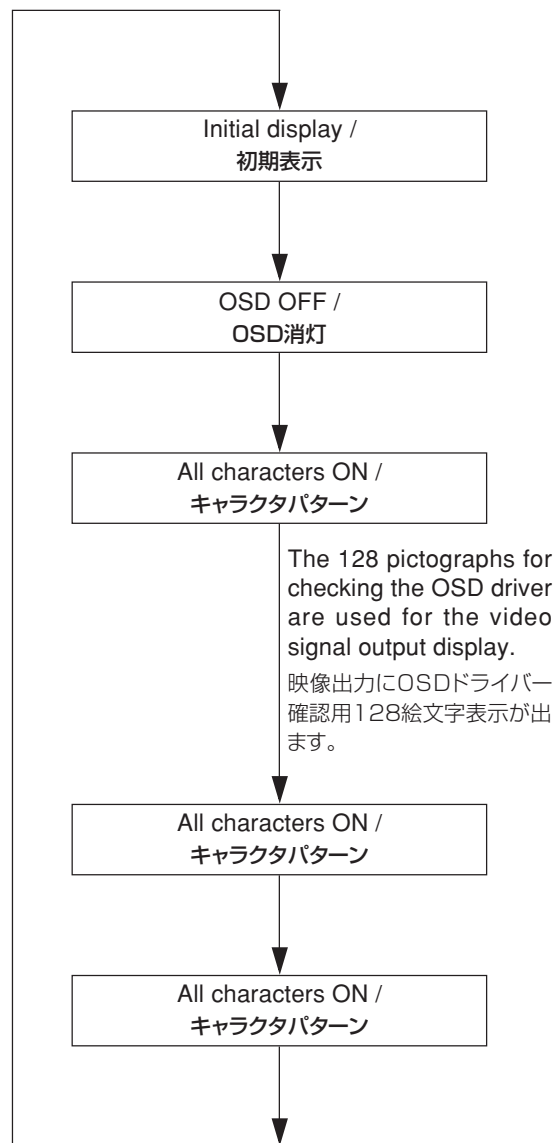 Initial display /
初期表示
OSD OFF /
OSD消灯
All characters ON /
キャラクタパターン
The 128 pictographs for
checking the OSD driver
are used for the video
signal output display.
映像出力にOSDドライバー
確認用128絵文字表示が出
ます。
All characters ON /
キャラクタパターン
All characters ON /
キャラクタパターン